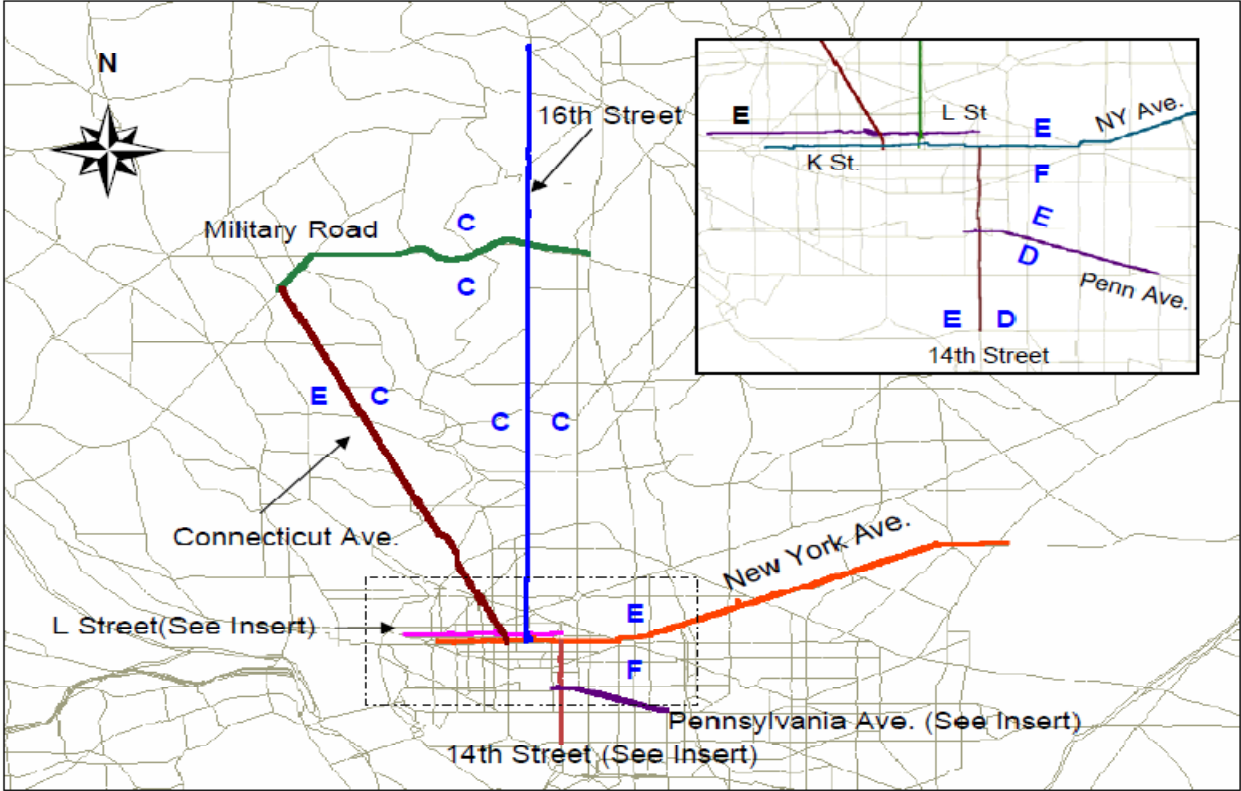 N
16th Street
Military Road
C
C
E C
C C
Connecticut Ave.
New York Ave.
L Street(See Insert)
E
F
Pennsylvania Ave. (See Insert)
14th Street (See Insert)
E
L St
E
NY Ave.
K St.
F
E
D
Penn Ave.
E D
14th Street